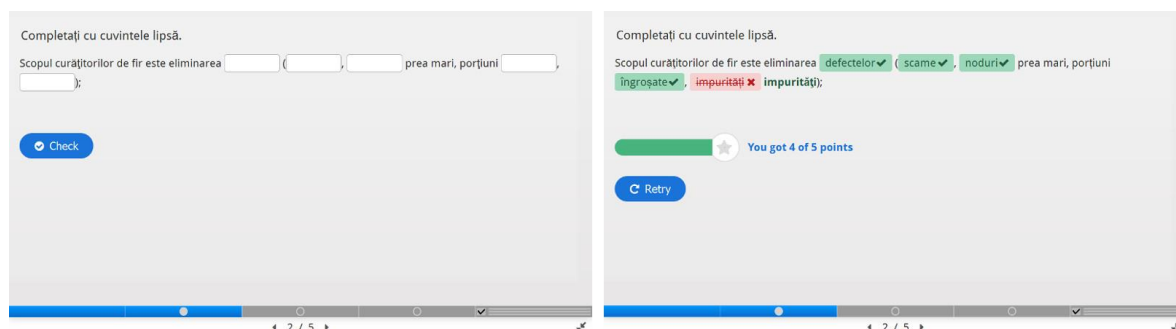 Completați cu cuvintele lipsă.
Scopul curățitorilor de fir este eliminarea ( , prea mari, porțiuni ,
);
Check
2 / 5
Completați cu cuvintele lipsă.
Scopul curățitorilor de fir este eliminarea defectelor ( scame , noduri prea mari, porțiuni
îngroșate , impurităţi impurităţi);
You got 4 of 5 points
Retry
2 / 5